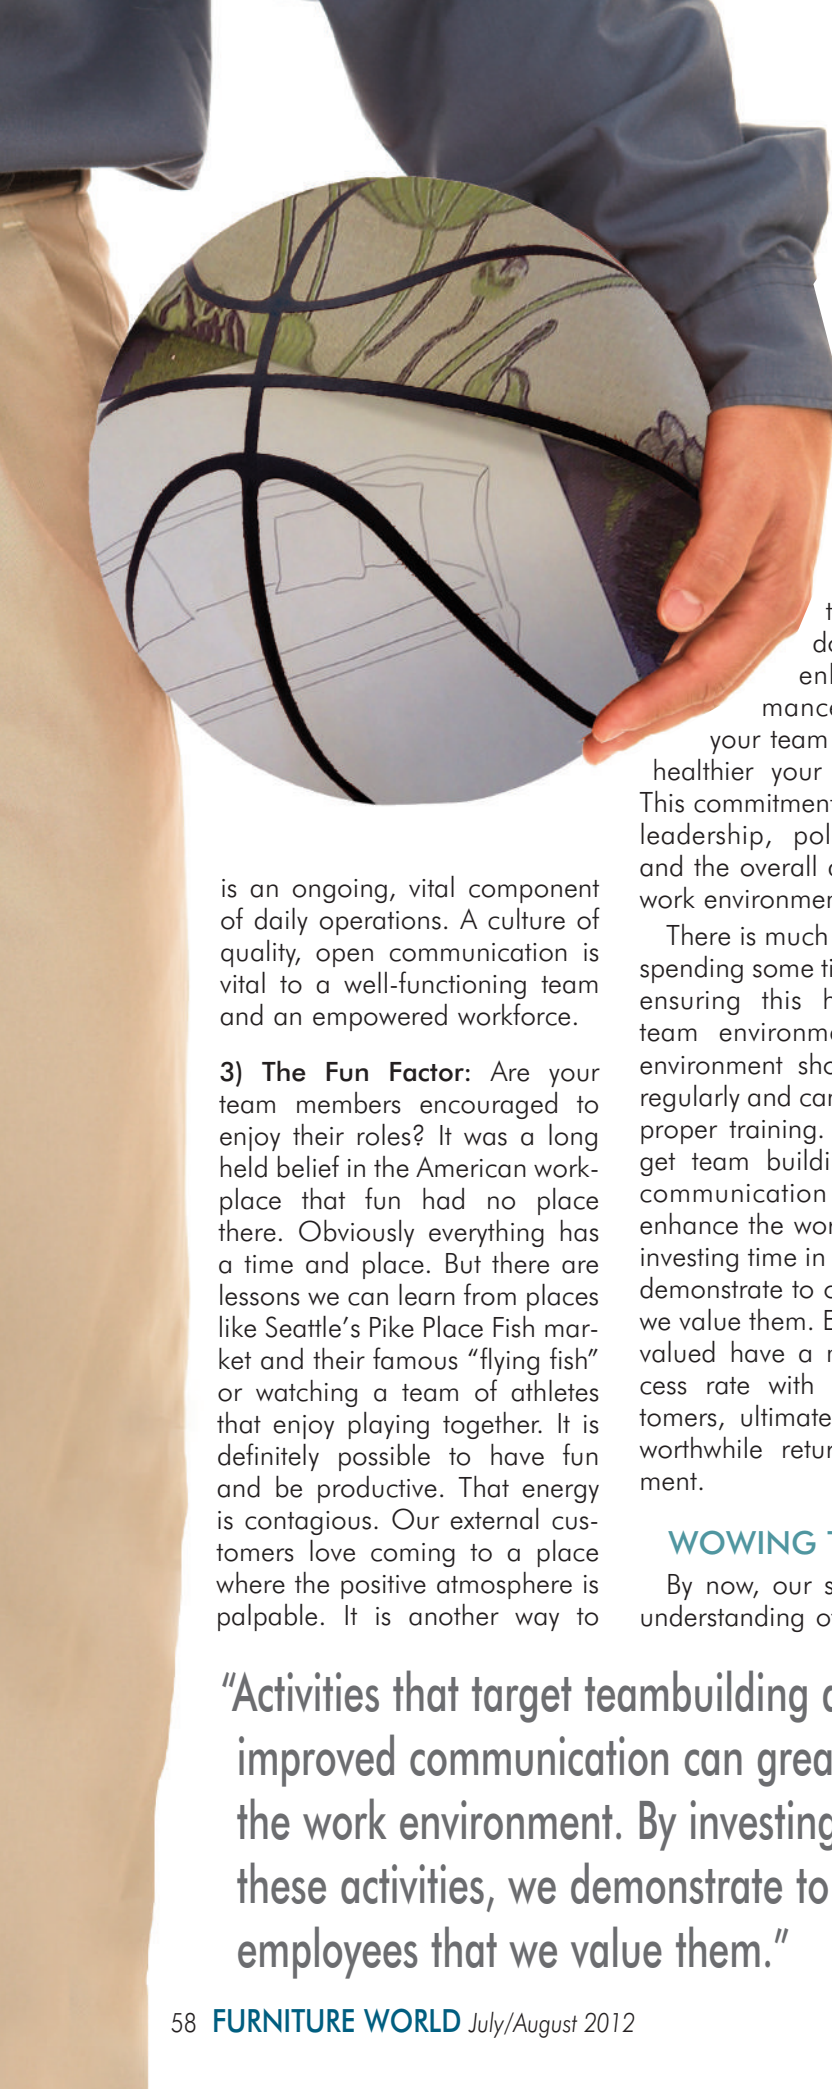 is an ongoing, vital component
of daily operations. A culture of
quality, open communication is
vital to a well-functioning team
and an empowered workforce.
3) The Fun Factor: Are your
team members encouraged to
enjoy their roles? It was a long
held belief in the American work-
place that fun had no place
there. Obviously everything has
a time and place. But there are
lessons we can learn from places
like Seattle’s Pike Place Fish mar-
ket and their famous “flying fish”
or watching a team of athletes
that enjoy playing together. It is
definitely possible to have fun
and be productive. That energy
is contagious. Our external cus-
tomers love coming to a place
where the positive atmosphere is
palpable. It is another way to
your team
healthier your
This commitment
leadership,
and the overall
work environmen
There is much
spending some
ensuring this
team environme
environment
regularly and
proper training.
get team
communication
enhance the
investing time in
demonstrate to
we value them.
valued have a
cess rate with
tomers,
worthwhile
ment.
WOWING
By now, our
understanding
“Activities that target teambuilding
improved communication can
the work environment. By investing
these activities, we demonstrate to
employees that we value them.”
58 FURNITURE WORLD July/August 2012